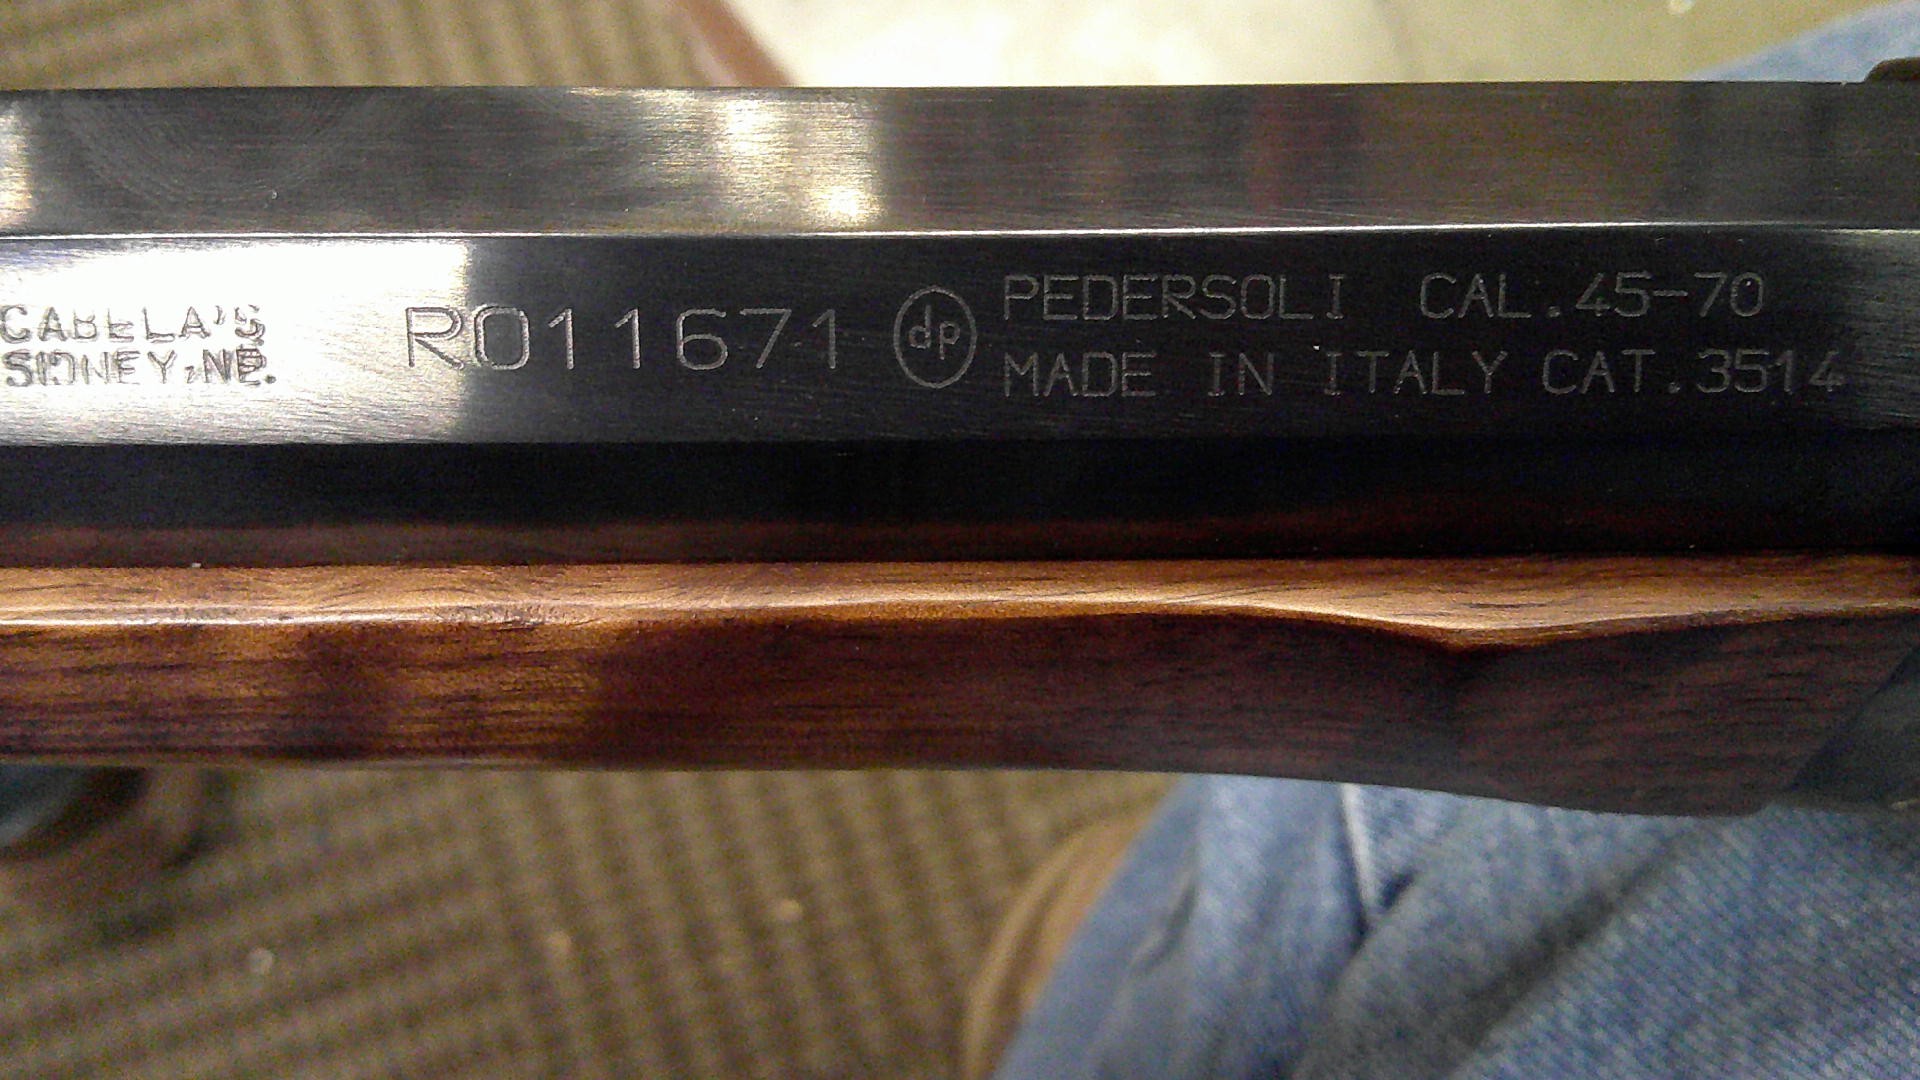 CABELA'S
SIDNEY, NE.
R011671
dp
PEDERSOLI CAL.45-70
MADE IN ITALY CAT.3514